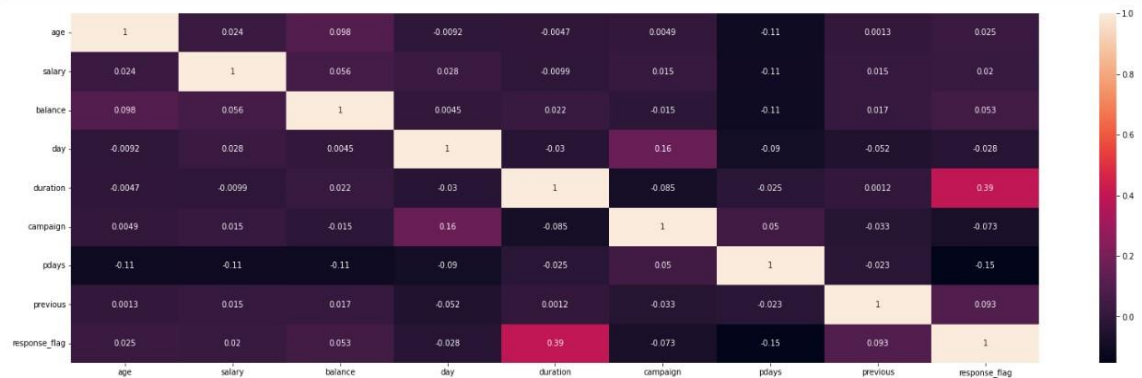 age 1 0.024 0.098 -0.0092 -0.0047 0.0049 -0.11 0.0013 0.025
salary 0.024 1 0.056 0.028 -0.0099 0.015 -0.11 0.015 0.02
balance 0.098 0.056 1 0.0045 0.022 -0.015 -0.11 0.017 0.053
day -0.0092 0.028 0.0045 1 -0.03 0.16 -0.09 -0.052 -0.028
duration -0.0047 -0.0099 0.022 -0.03 1 -0.085 -0.025 0.0012 0.39
campaign 0.0049 0.015 -0.015 0.16 -0.085 1 0.05 -0.033 -0.073
pdays -0.11 -0.11 -0.11 -0.09 -0.025 0.05 1 -0.023 -0.15
previous 0.0013 0.015 0.017 -0.052 0.0012 -0.033 -0.023 1 0.093
response_flag 0.025 0.02 0.053 -0.028 0.39 -0.073 -0.15 0.093 1
age salary balance day duration campaign pdays previous response_flag
1.0
0.8
0.6
0.4
0.2
0.0